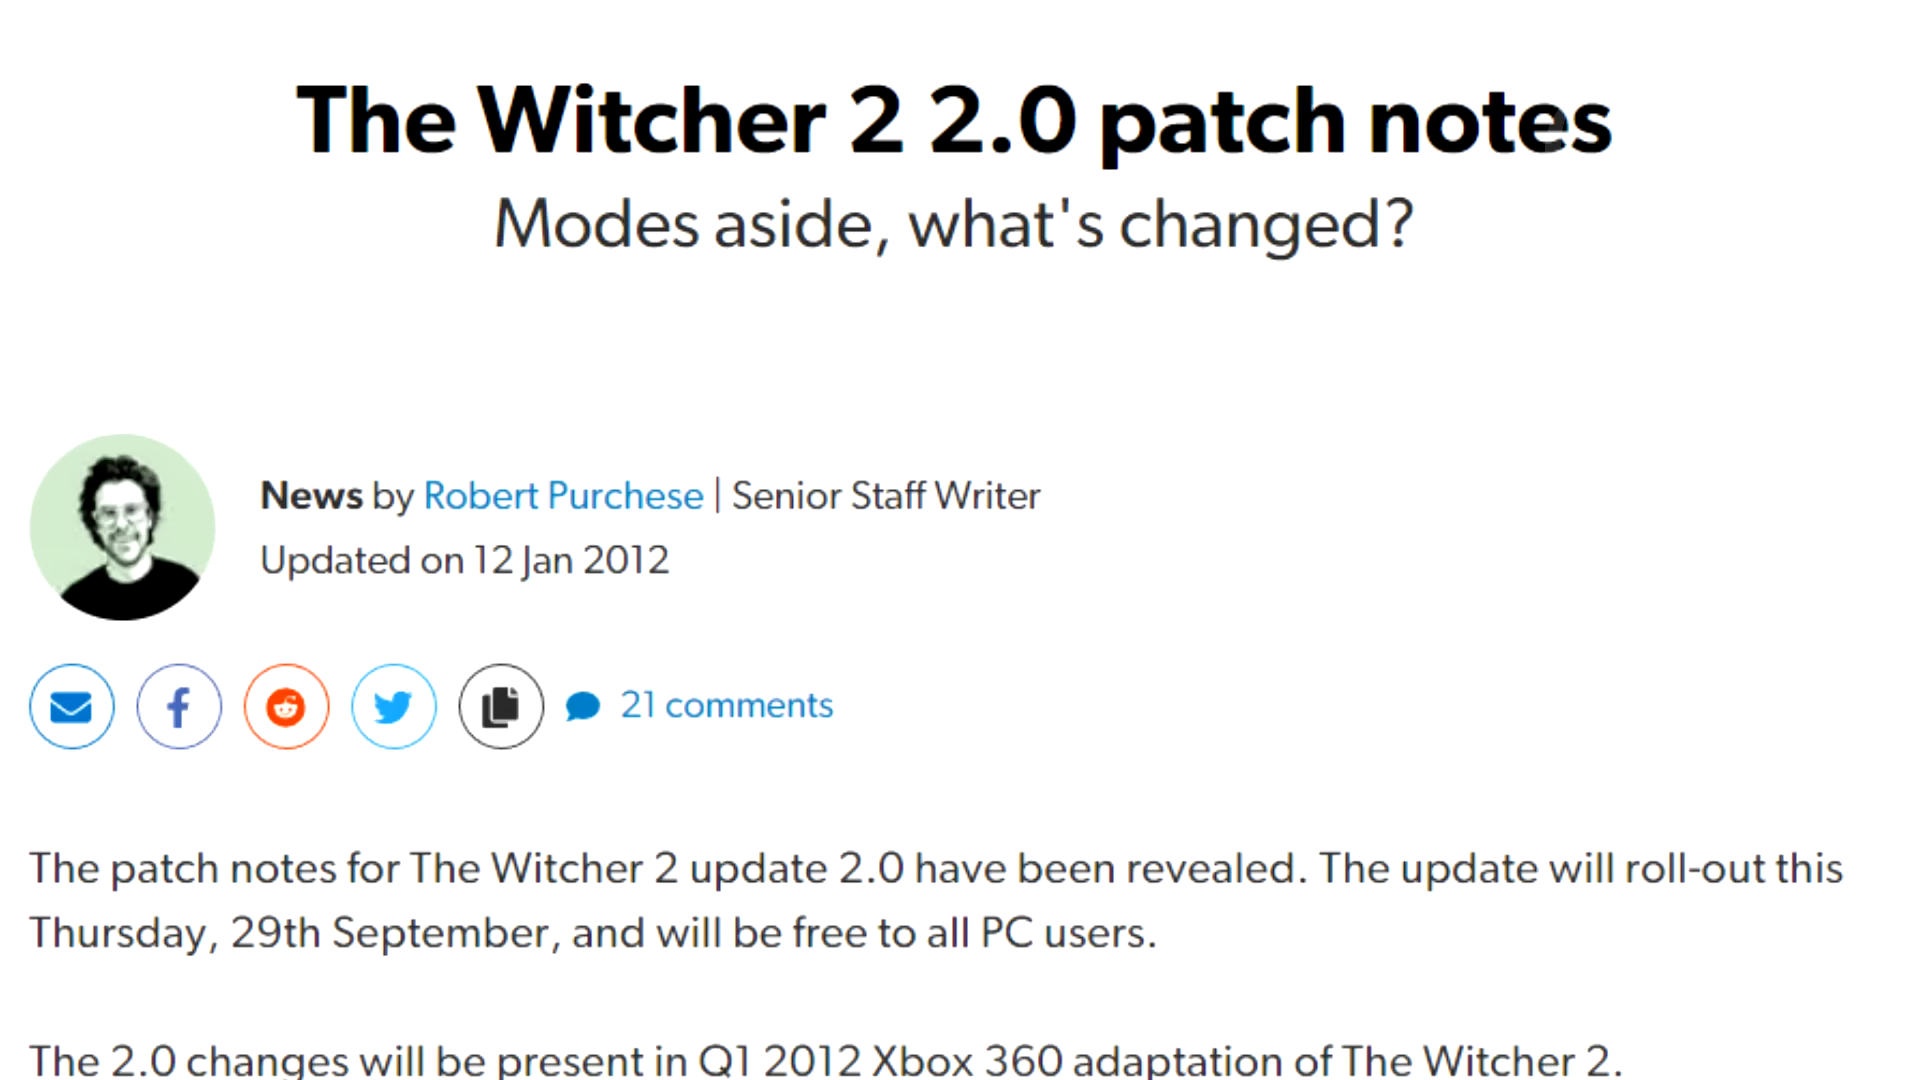 The Witcher 2 2.0 patch notes
Modes aside, what's changed?
News by Robert Purchese | Senior Staff Writer
Updated on 12 Jan 2012
21 comments
The patch notes for The Witcher 2 update 2.0 have been revealed. The update will roll-out this
Thursday, 29th September, and will be free to all PC users.
The 2.0 changes will be present in Q1 2012 Xbox 360 adaptation of The Witcher 2.